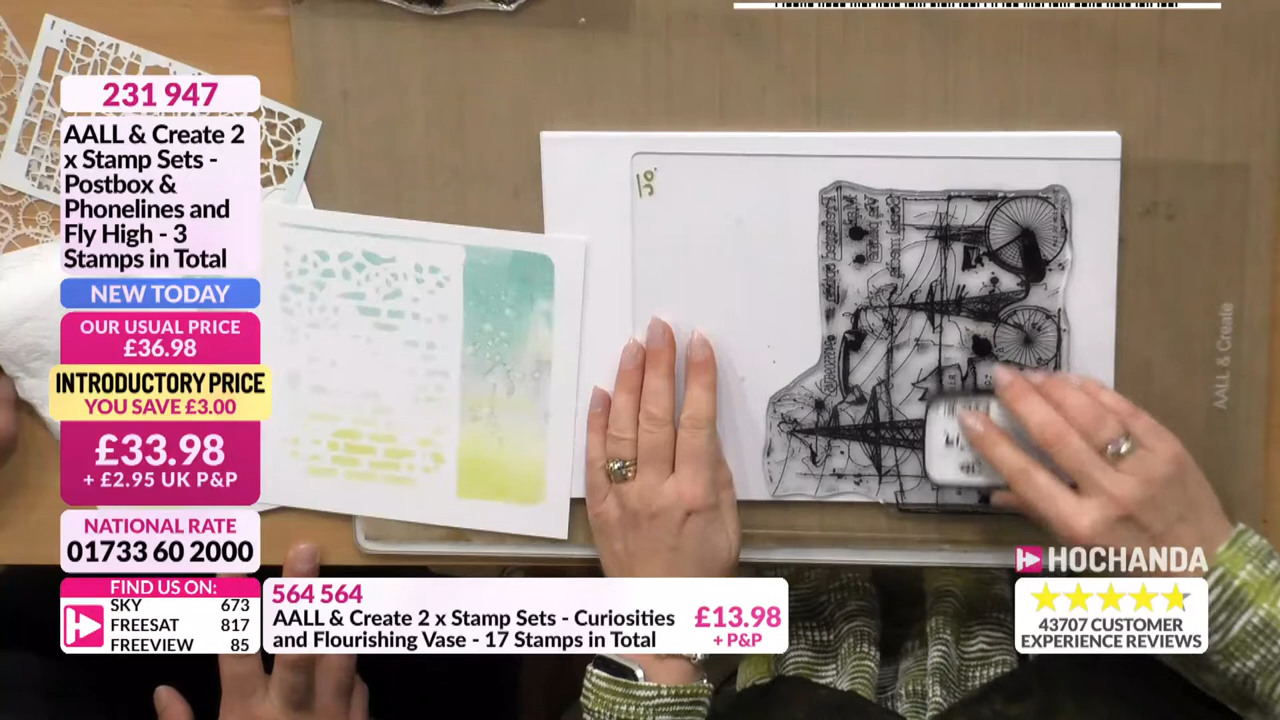 231 947
AALL & Create 2
x Stamp Sets -
Postbox &
Phonelines and
Fly High - 3
Stamps in Total
NEW TODAY
OUR USUAL PRICE
£36.98
INTRODUCTORY PRICE
YOU SAVE £3.00
£33.98
+ £2.95 UK P&P
NATIONAL RATE
01733 60 2000
FIND US ON:
SKY 673
FREESAT 817
FREEVIEW 85
564 564
AALL & Create 2 x Stamp Sets - Curiosities
and Flourishing Vase - 17 Stamps in Total
£13.98
+ P&P
AALL & Create
HOCHANDA
43707 CUSTOMER
EXPERIENCE REVIEWS